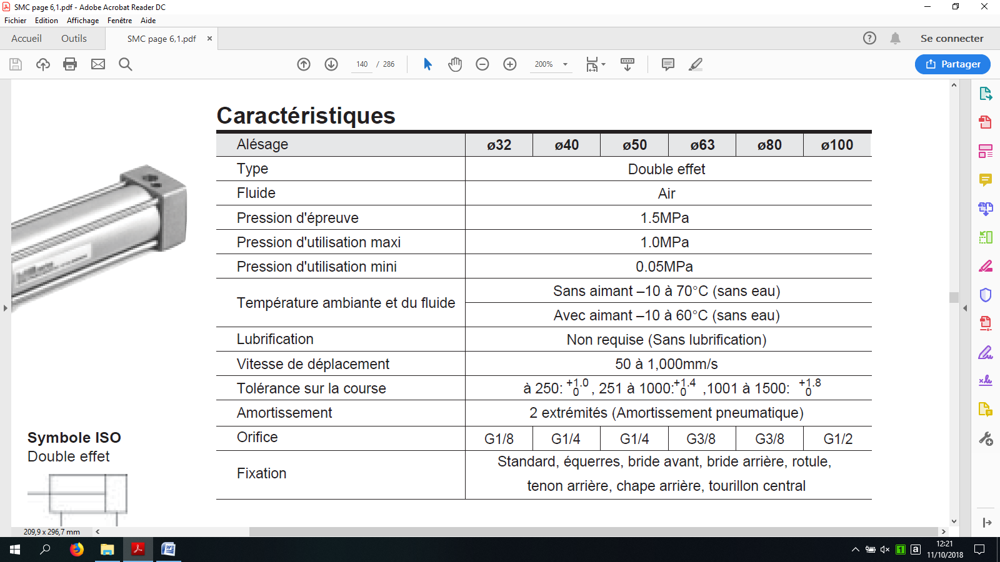 SMC page 6,1.pdf - Adobe Acrobat Reader DC
Fichier Edition Affichage Fenêtre Aide
Accueil Outils SMC page 6,1.pdf × Se connecter
140 / 286 200% Partager
Caractéristiques
Alésage ø32 ø40 ø50 ø63 ø80 ø100
Type Double effet
Fluide Air
Pression d'épreuve 1.5MPa
Pression d'utilisation maxi 1.0MPa
Pression d'utilisation mini 0.05MPa
Température ambiante et du fluide Sans aimant –10 à 70°C (sans eau)
Avec aimant –10 à 60°C (sans eau)
Lubrification Non requise (Sans lubrification)
Vitesse de déplacement 50 à 1,000mm/s
Tolérance sur la course à 250: +1.0 0 , 251 à 1000: +1.4 0 ,1001 à 1500: +1.8 0
Amortissement 2 extrémités (Amortissement pneumatique)
Orifice G1/8 G1/4 G1/4 G3/8 G3/8 G1/2
Fixation Standard, équerres, bride avant, bride arrière, rotule,
tenon arrière, chape arrière, tourillon central
Symbole ISO
Double effet
209,9 x 296,7 mm
12:21
11/10/2018